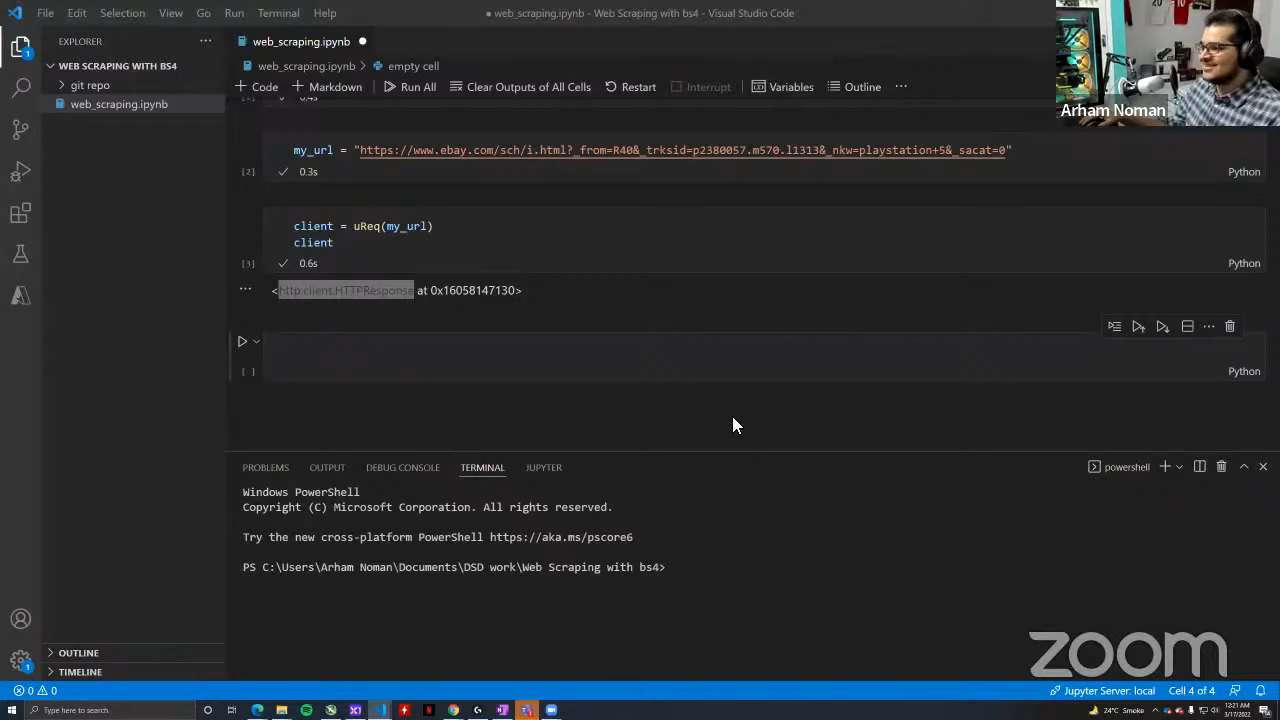 File Edit Selection View Go Run Terminal Help
● web_scraping.ipynb - Web Scraping with bs4 - Visual Studio Code
EXPLORER
WEB SCRAPING WITH BS4
git repo
web_scraping.ipynb
OUTLINE
TIMELINE
web_scraping.ipynb
web_scraping.ipynb > empty cell
+ Code + Markdown Run All Clear Outputs of All Cells Restart Interrupt Variables Outline ...
my_url = "https://www.ebay.com/sch/i.html?_from=R40&_trksid=p2380057.m570.l1313&_nkw=playstation+5&_sacat=0"
[2] 0.3s Python
client = uReq(my_url)
client
[3] 0.6s Python
<http.client.HTTPResponse at 0x16058147130>
[ ] Python
PROBLEMS OUTPUT DEBUG CONSOLE TERMINAL JUPYTER
powershell
Windows PowerShell
Copyright (C) Microsoft Corporation. All rights reserved.
Try the new cross-platform PowerShell https://aka.ms/pscore6
PS C:\Users\Arham Noman\Documents\DSD work\Web Scraping with bs4>
Arham Noman
zoom
0 0 Jupyter Server: local Cell 4 of 4
Type here to search
24°C Smoke
12:21 AM
3/17/2022